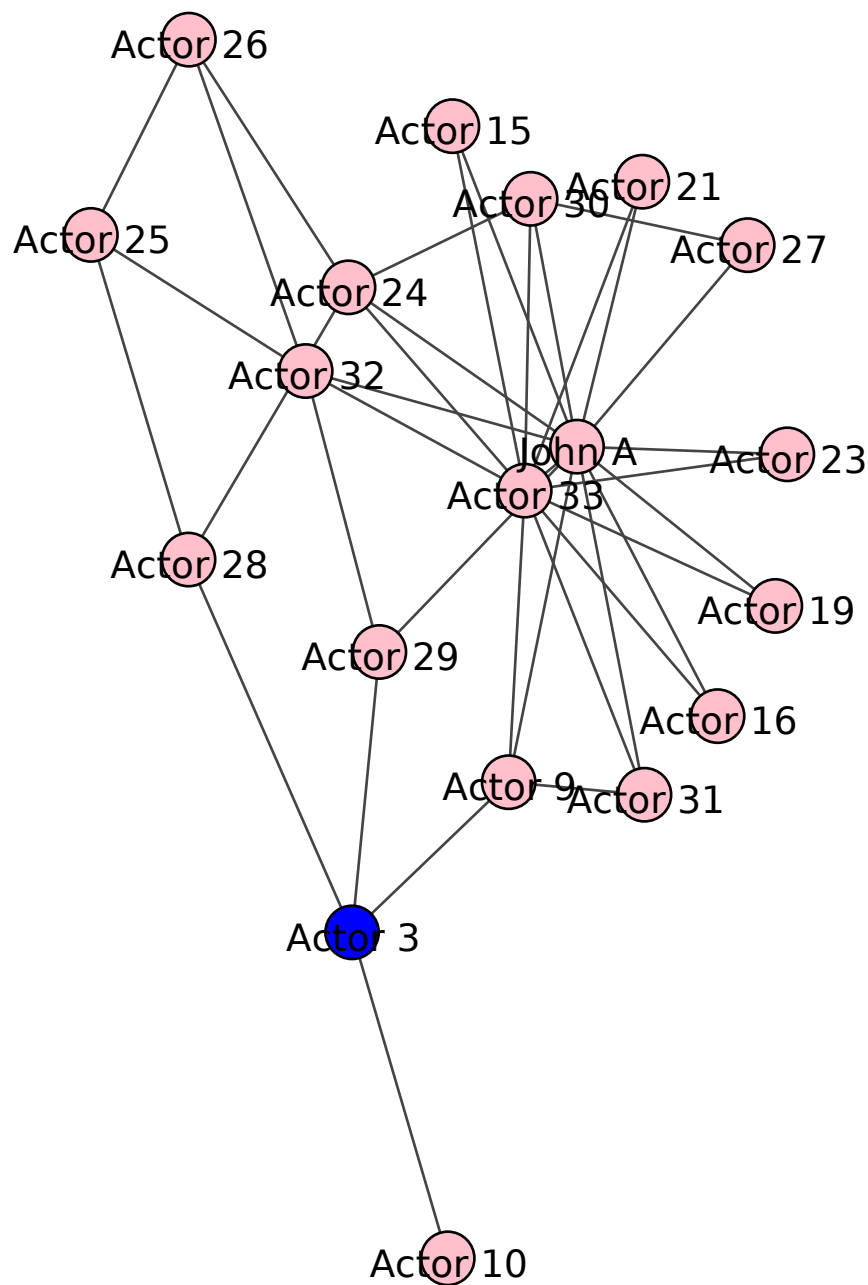 Actor 26
Actor 15
Actor 21
Actor 30
Actor 25
Actor 27
Actor 24
Actor 32
John A
Actor 23
Actor 33
Actor 28
Actor 19
Actor 29
Actor 16
Actor 9
Actor 31
Actor 3
Actor 10